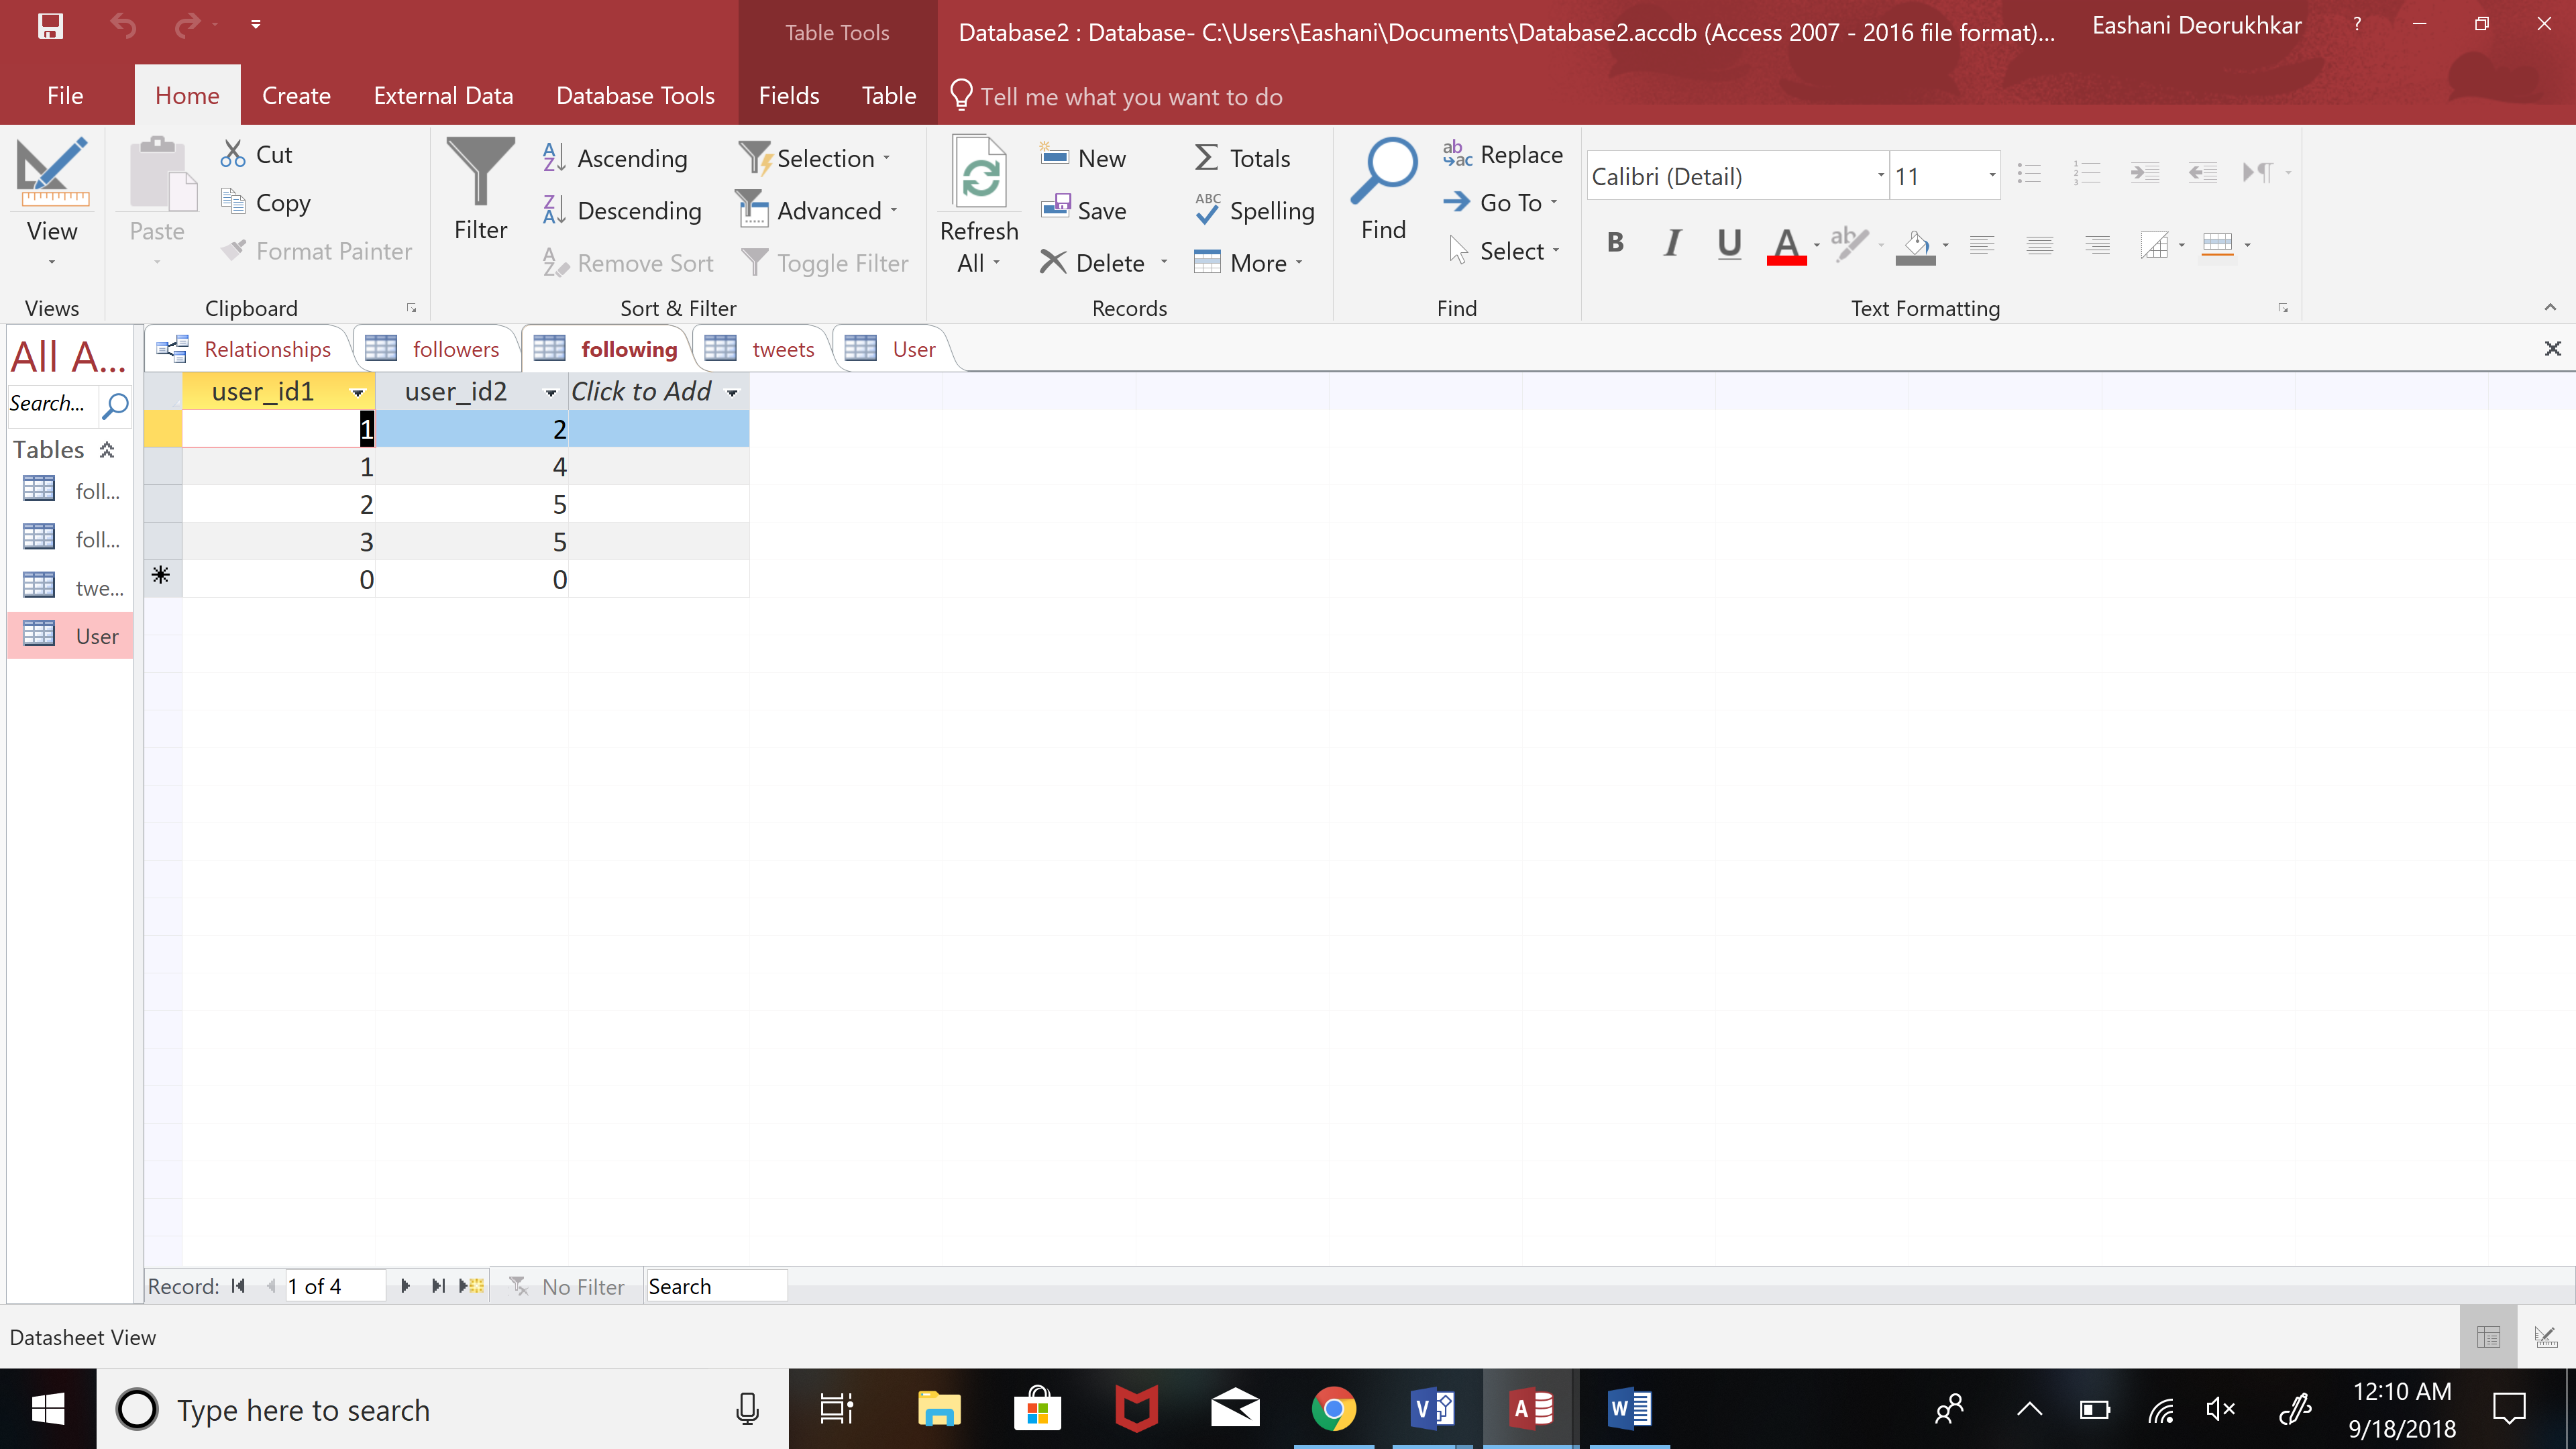 Table Tools
Database2 : Database- C:\Users\Eashani\Documents\Database2.accdb (Access 2007 - 2016 file format)...
Eashani Deorukhkar
?
File Home Create External Data Database Tools Fields Table Tell me what you want to do
View
Views
Paste
Cut
Copy
Format Painter
Clipboard
Filter
Ascending
Descending
Remove Sort
Selection
Advanced
Toggle Filter
Sort & Filter
Refresh
All
New
Save
Delete
Totals
Spelling
More
Records
Find
Replace
Go To
Select
Find
Calibri (Detail) 11
B I U A
Text Formatting
All A...
Search...
Tables
foll...
foll...
twe...
User
Relationships followers following tweets User
user_id1 user_id2 Click to Add
1 2
1 4
2 5
3 5
0 0
Record: 1 of 4 No Filter Search
Datasheet View
Type here to search
12:10 AM
9/18/2018